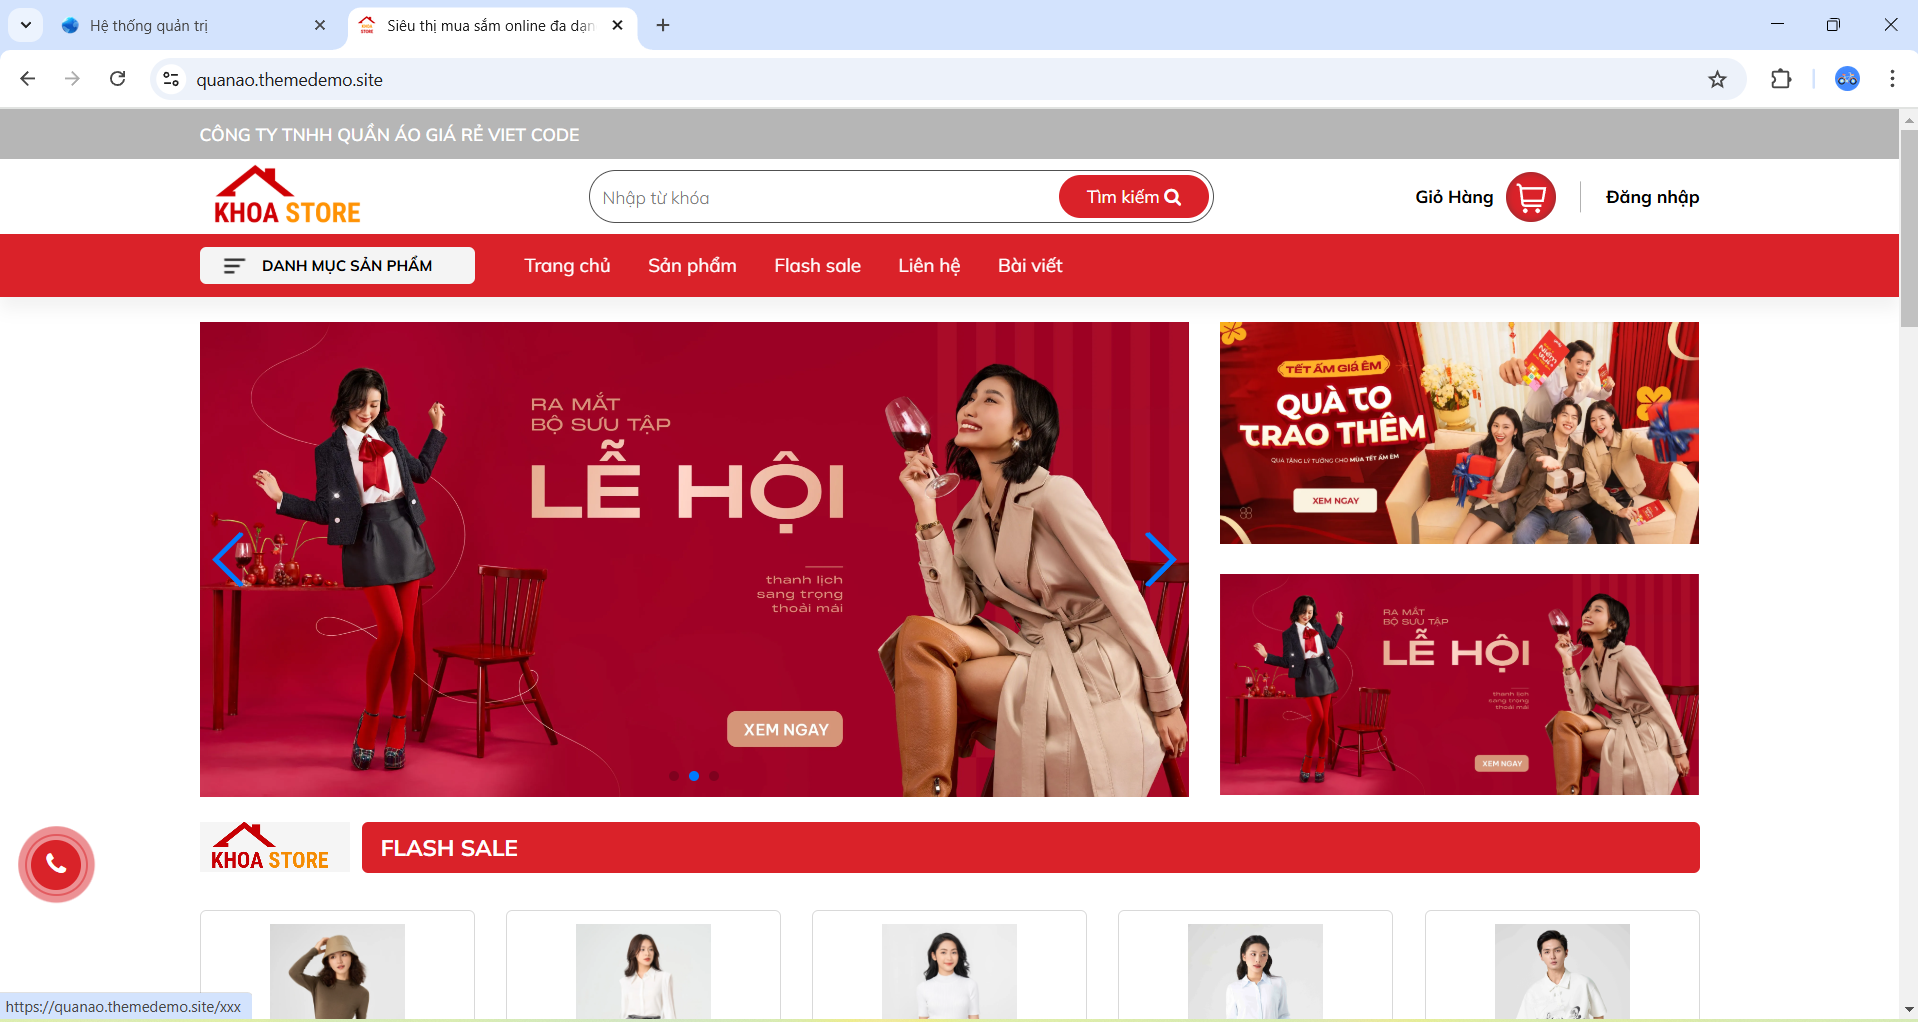 Hệ thống quản trị
Siêu thị mua sắm online đa dạn
quanao.themedemo.site
CÔNG TY TNHH QUẦN ÁO GIÁ RẺ VIET CODE
KHOA STORE
Nhập từ khóa
Tìm kiếm
Giỏ Hàng
Đăng nhập
DANH MỤC SẢN PHẨM
Trang chủ
Sản phẩm
Flash sale
Liên hệ
Bài viết
RA MẮT
BỘ SƯU TẬP
LỄ HỘI
thanh lịch
sang trọng
thoải mái
XEM NGAY
TẾT ẤM GIÁ ÊM
QUÀ TO
TRAO THÊM
QUÀ TẶNG LÝ TƯỞNG CHO MÙA TẾT ẤM ÊM
XEM NGAY
RA MẮT
BỘ SƯU TẬP
LỄ HỘI
thanh lịch
sang trọng
thoải mái
XEM NGAY
KHOA STORE
FLASH SALE
https://quanao.themedemo.site/xxx